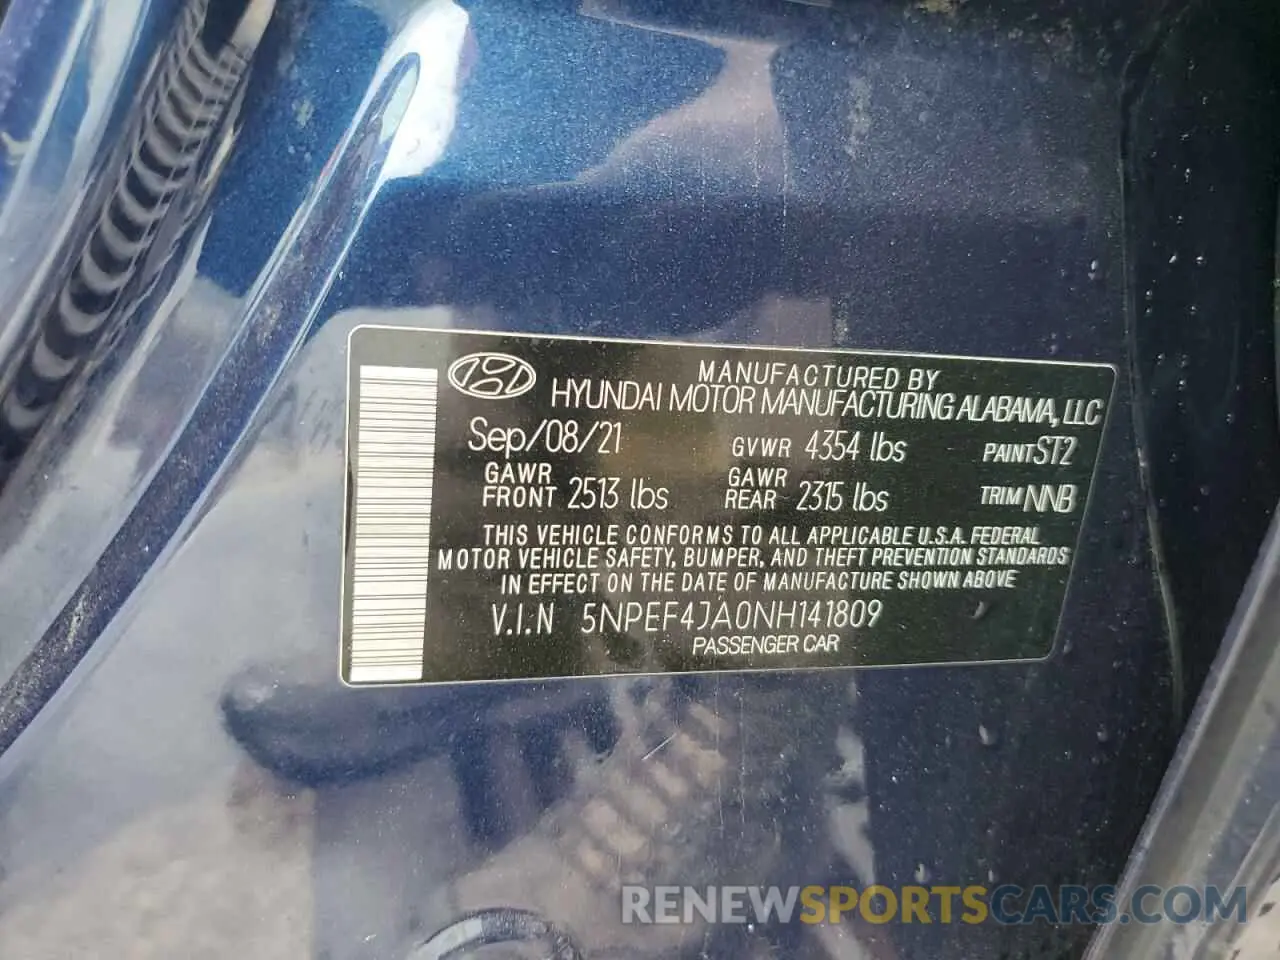 MANUFACTURED BY
HYUNDAI MOTOR MANUFACTURING ALABAMA, LLC
Sep/08/21 GVWR 4354 lbs PAINT ST2
GAWR FRONT 2513 lbs GAWR REAR 2315 lbs TRIM NNB
THIS VEHICLE CONFORMS TO ALL APPLICABLE U.S.A. FEDERAL
MOTOR VEHICLE SAFETY, BUMPER, AND THEFT PREVENTION STANDARDS
IN EFFECT ON THE DATE OF MANUFACTURE SHOWN ABOVE
V.I.N 5NPEF4JA0NH141809
PASSENGER CAR
RENEWSPORTSCARS.COM